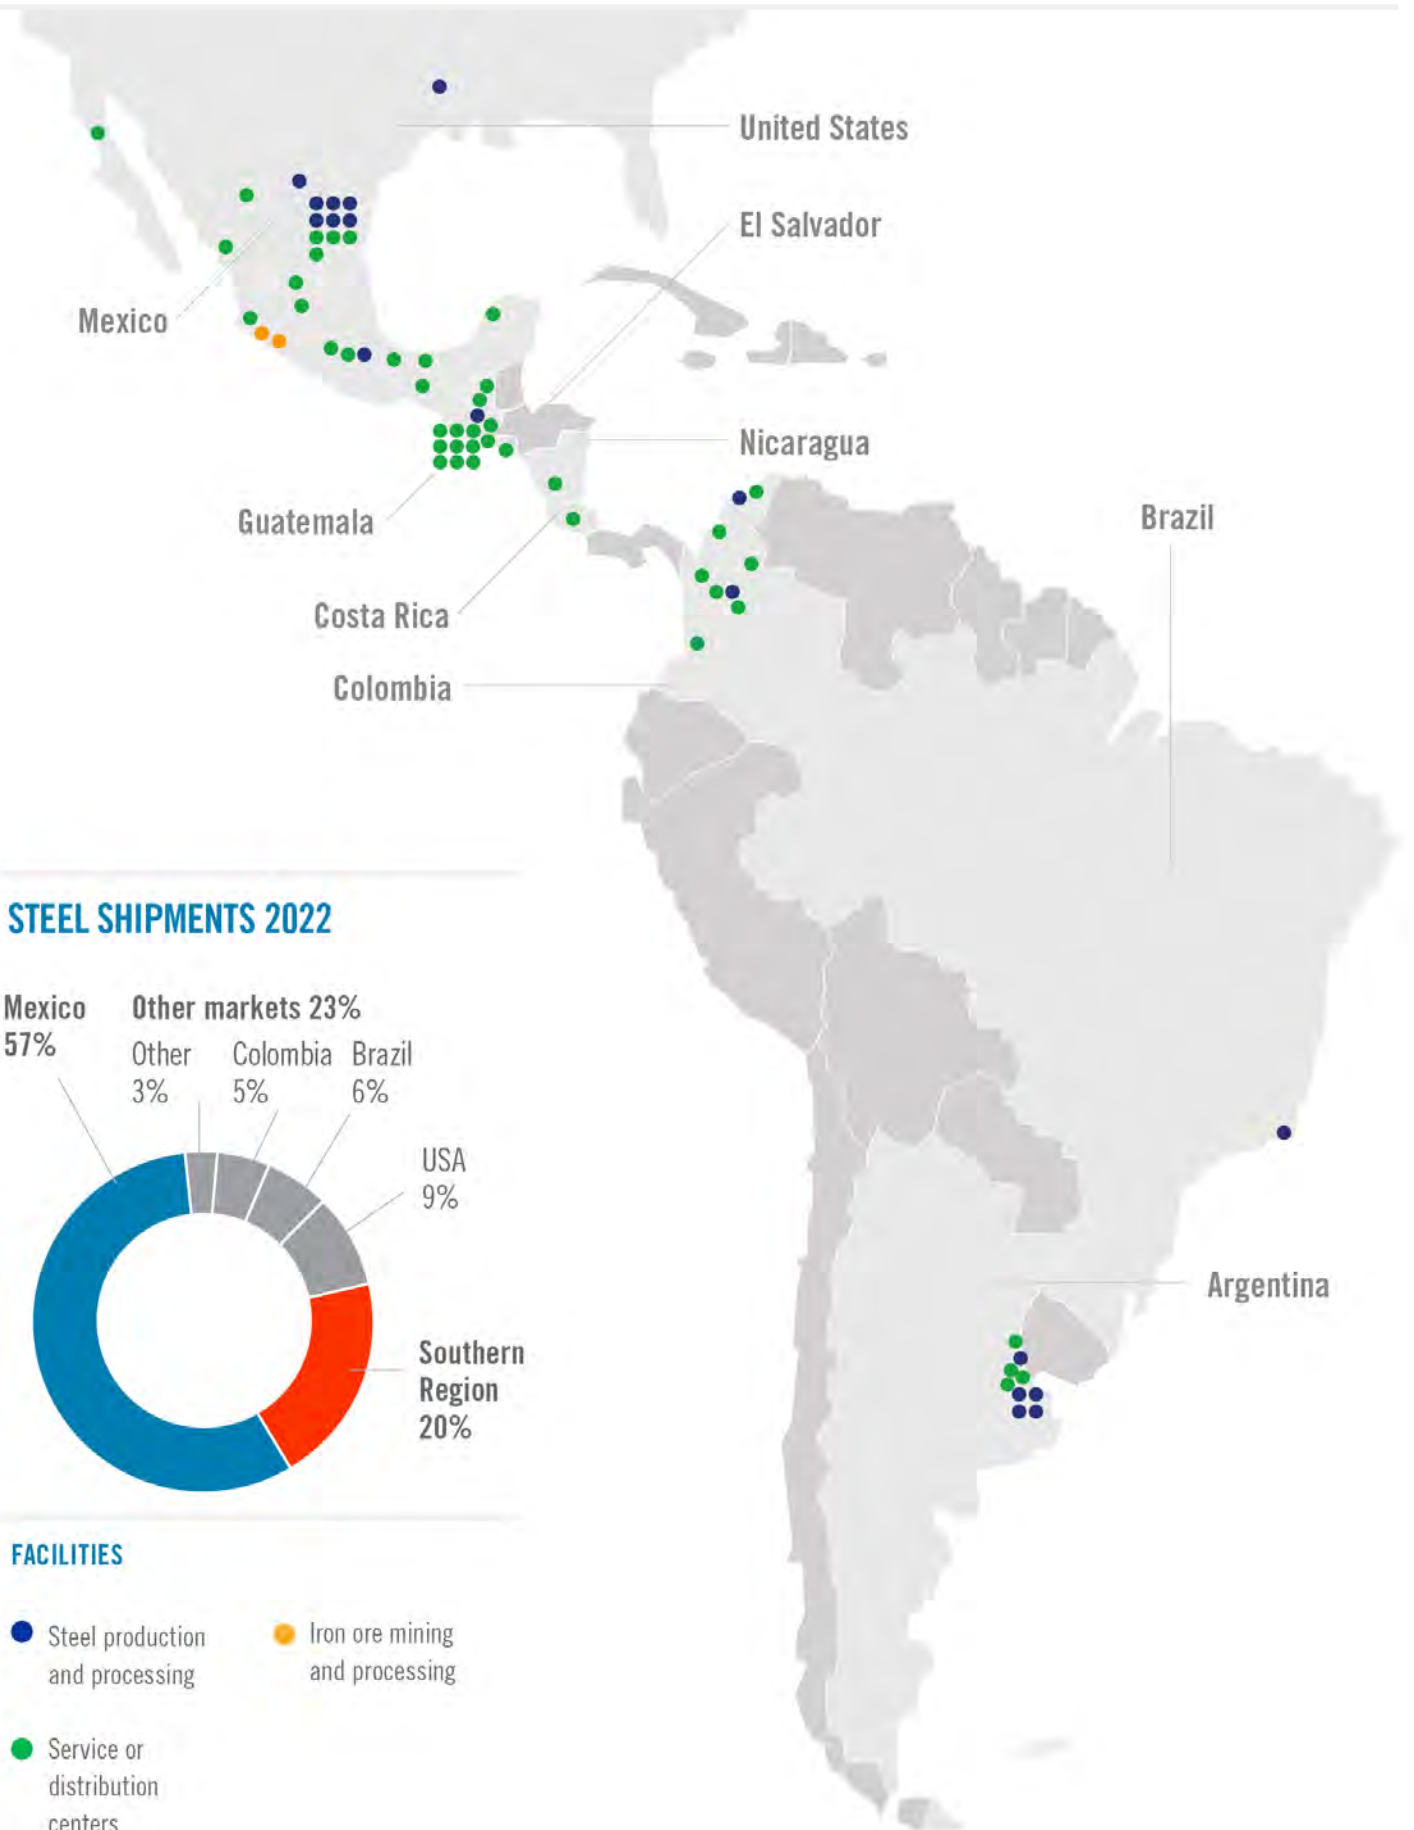 United States
El Salvador
Mexico
Nicaragua
Guatemala
Brazil
Costa Rica
Colombia
STEEL SHIPMENTS 2022
Mexico
57%
Other markets 23%
Other
3%
Colombia
5%
Brazil
6%
USA
9%
Argentina
Southern
Region
20%
FACILITIES
Steel production
and processing
Iron ore mining
and processing
Service or
distribution
centers